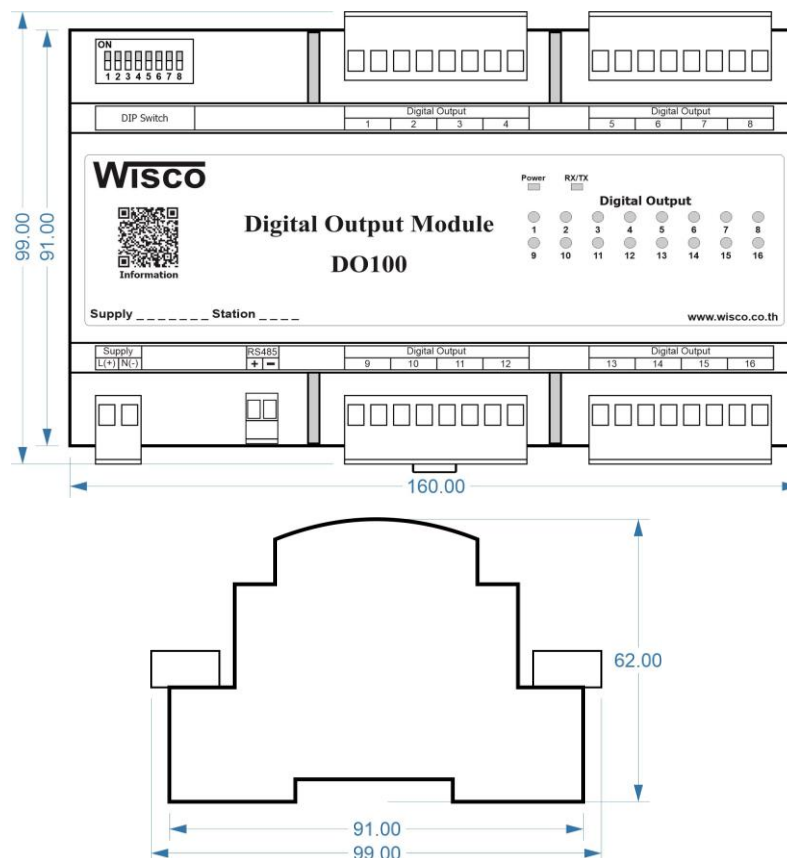 ON
1 2 3 4 5 6 7 8
DIP Switch
Digital Output
1 2 3 4
Digital Output
5 6 7 8
Wisco
Information
Digital Output Module
DO100
Power RX/TX
Digital Output
1 2 3 4 5 6 7 8
9 10 11 12 13 14 15 16
Supply _ _ _ _ _ _ _ Station _ _ _ _
www.wisco.co.th
Supply
L(+) N(-)
RS485
+ −
Digital Output
9 10 11 12
Digital Output
13 14 15 16
99.00
91.00
160.00
62.00
91.00
99.00